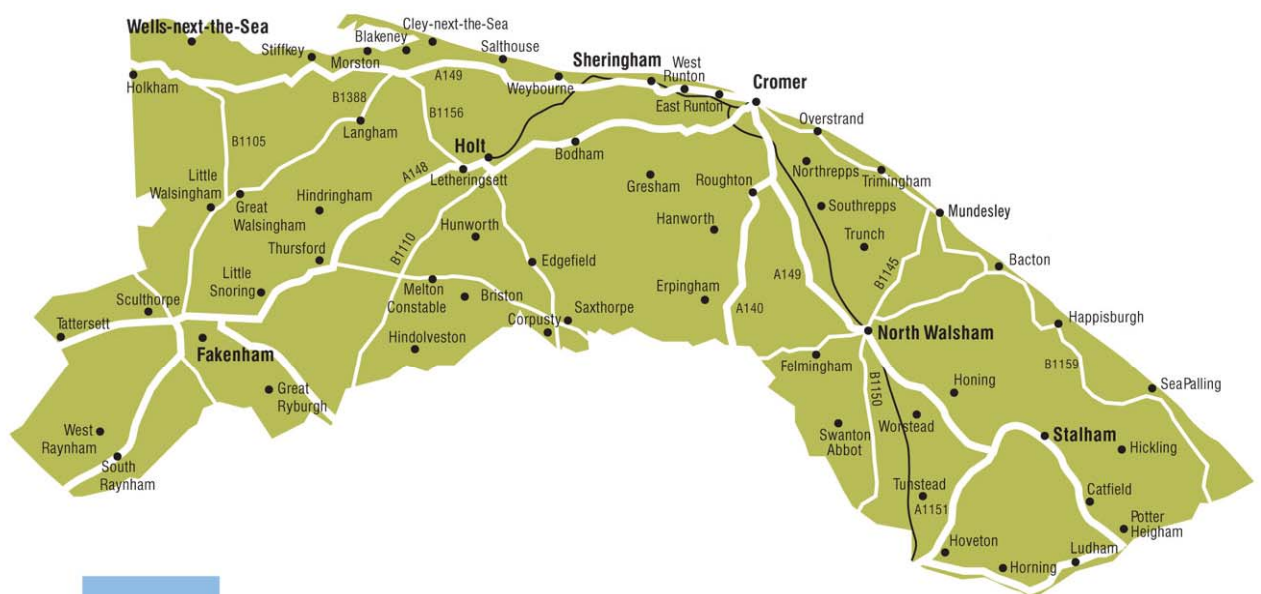 Wells-next-the-Sea
Cley-next-the-Sea
Blakeney
Stiffkey
Morston
Salthouse
Sheringham
West
Runton
Cromer
Holkham
A149
Weybourne
East Runton
B1388
B1156
Langham
Overstrand
B1105
Holt
Bodham
A148
Letheringsett
Little
Walsingham
Great
Walsingham
Hindringham
Gresham
Roughton
Northrepps
Trimingham
Southrepps
Mundesley
Hunworth
Hanworth
Trunch
Thursford
B1110
Edgefield
A149
B1145
Bacton
Little
Snoring
Melton
Constable
Briston
Erpingham
A140
Sculthorpe
Tattersett
Corpusty
Saxthorpe
Happisburgh
Fakenham
Hindolveston
North Walsham
Felmingham
B1159
Great
Ryburgh
B1150
Honing
SeaPalling
West
Raynham
Swanton
Abbot
Worstead
Stalham
Hickling
South
Raynham
Tunstead
A1151
Catfield
Potter
Heigham
Hoveton
Ludham
Horning